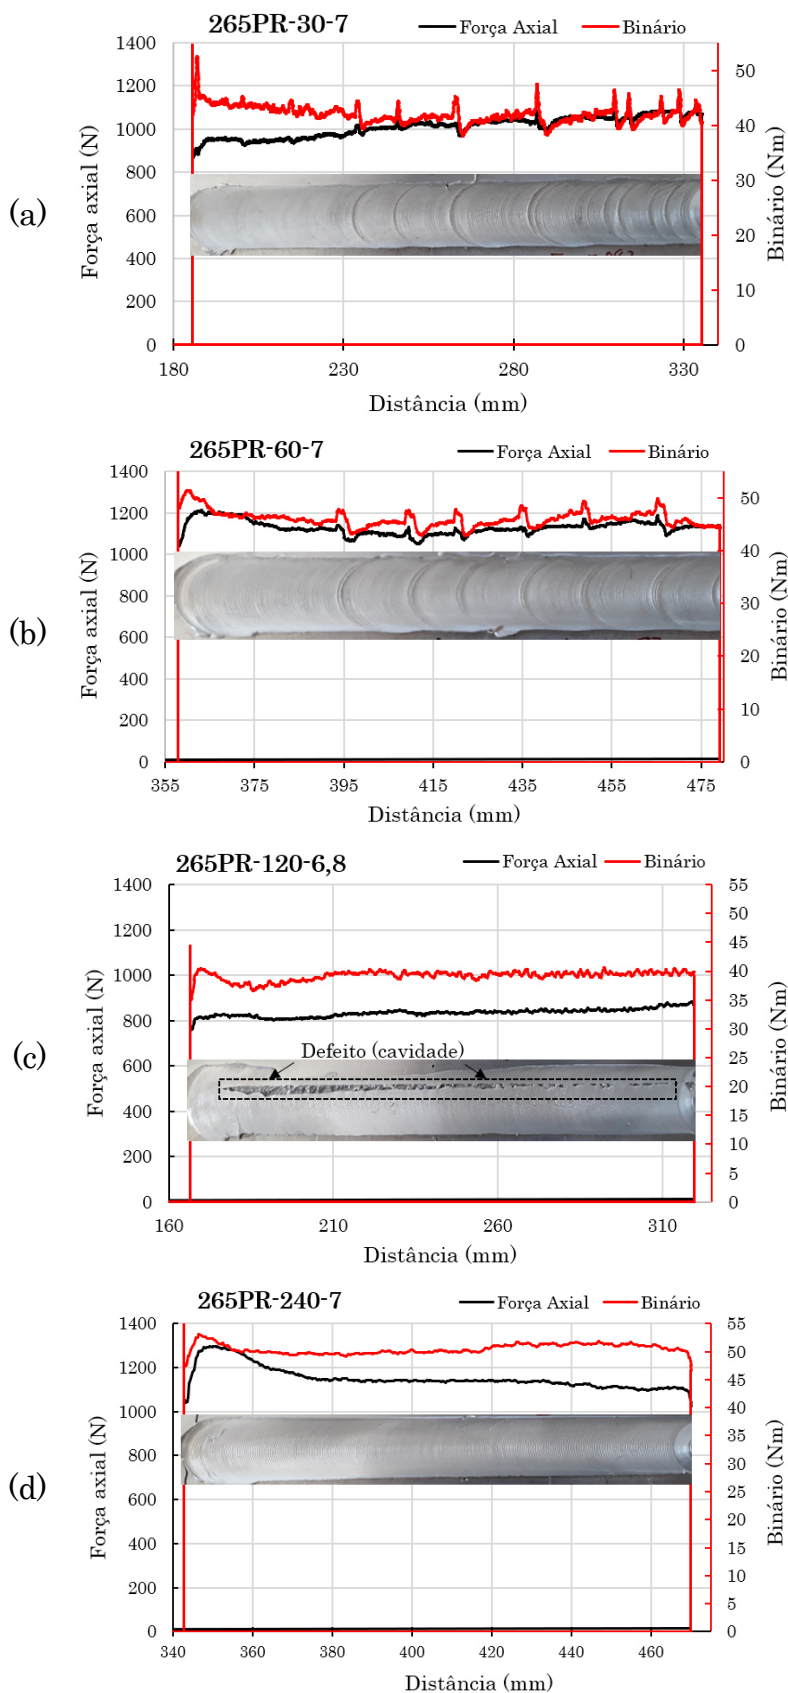 265PR-30-7
Força Axial Binário
1400
1200
1000
800
600
400
200
0
50
40
30
20
10
0
180 230 280 330
Força axial (N)
Binário (Nm)
Distância (mm)
(a)
265PR-60-7
Força Axial Binário
1400
1200
1000
800
600
400
200
0
50
40
30
20
10
0
355 375 395 415 435 455 475
Força axial (N)
Binário (Nm)
Distância (mm)
(b)
265PR-120-6,8
Força Axial Binário
1400
1200
1000
800
600
400
200
0
55
50
45
40
35
30
25
20
15
10
5
0
Defeito (cavidade)
160 210 260 310
Força axial (N)
Binário (Nm)
Distância (mm)
(c)
265PR-240-7
Força Axial Binário
1400
1200
1000
800
600
400
200
0
55
50
45
40
35
30
25
20
15
10
5
0
340 360 380 400 420 440 460
Força axial (N)
Binário (Nm)
Distância (mm)
(d)